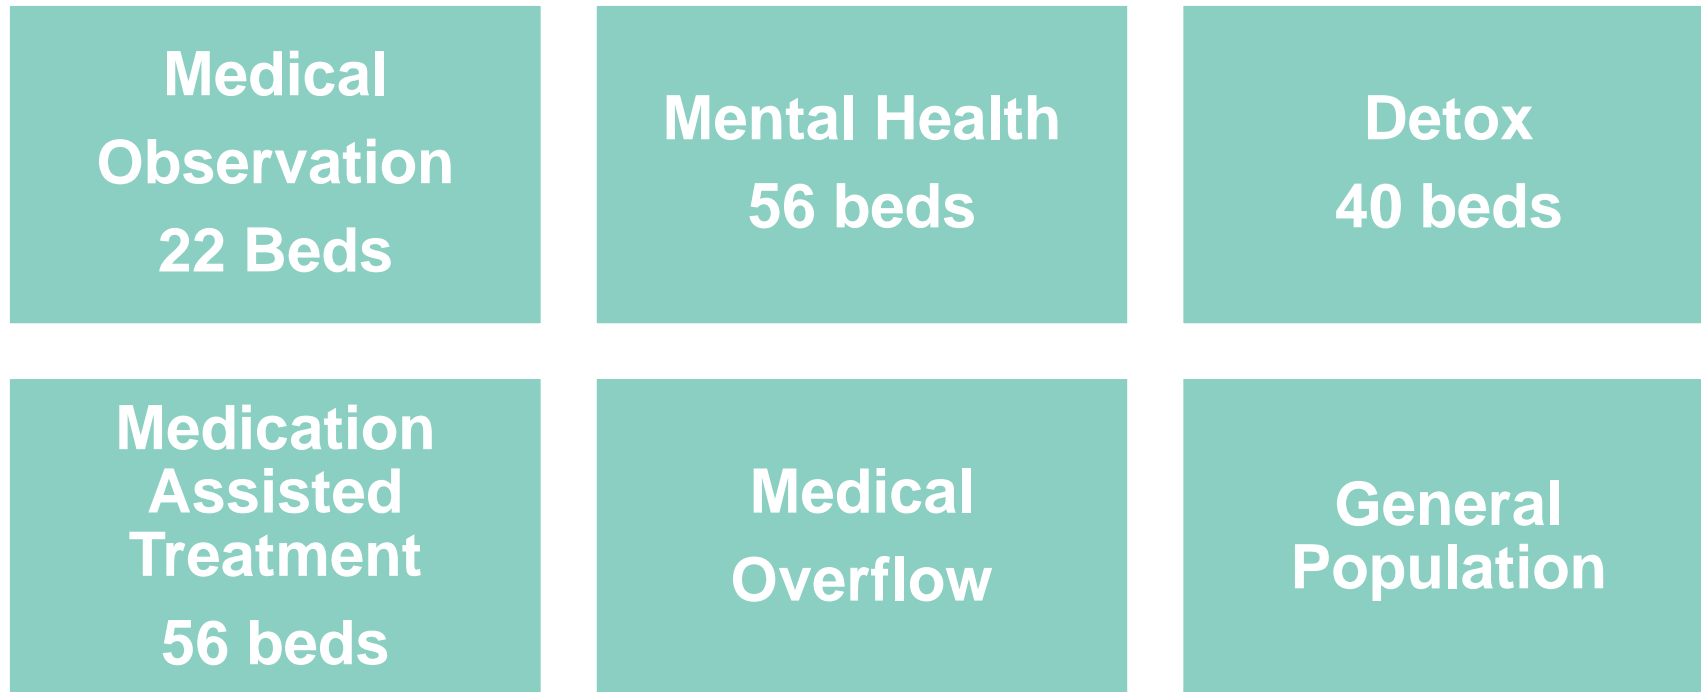 Medical
Observation
22 Beds
Mental Health
56 beds
Detox
40 beds
Medication
Assisted
Treatment
56 beds
Medical
Overflow
General
Population